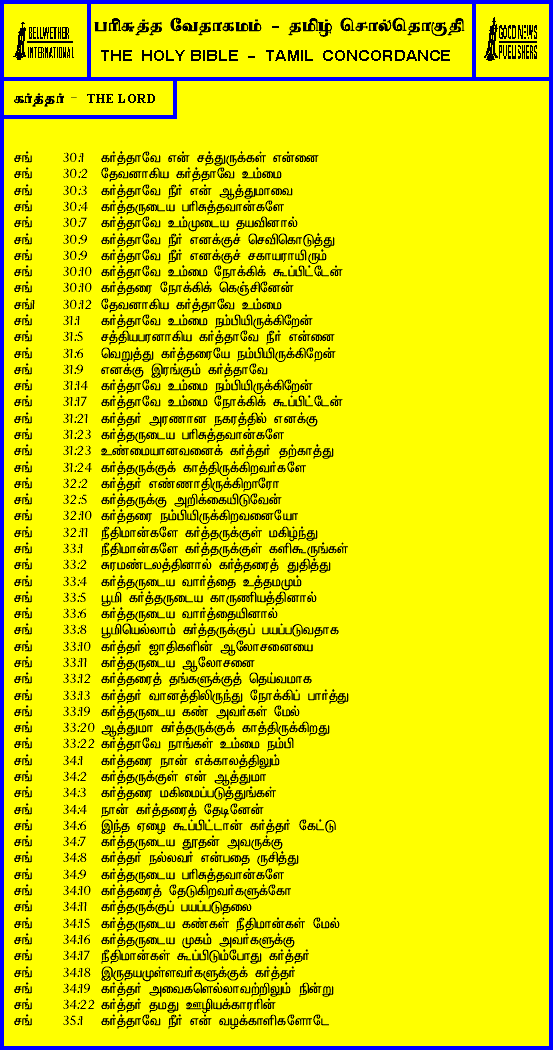 BELLWETHER
INTERNATIONAL
பரிசுத்த வேதாகமம் - தமிழ் சொல்தொகுதி
THE HOLY BIBLE - TAMIL CONCORDANCE
GOOD NEWS
PUBLISHERS
கர்த்தர் - THE LORD
சங் 30:1 கர்த்தாவே என் சத்துருக்கள் என்னை
சங் 30:2 தேவனாகிய கர்த்தாவே உம்மை
சங் 30:3 கர்த்தாவே நீர் என் ஆத்துமாவை
சங் 30:4 கர்த்தருடைய பரிசுத்தவான்களே
சங் 30:7 கர்த்தாவே உம்முடைய தயவினால்
சங் 30:9 கர்த்தாவே நீர் எனக்குச் செவிகொடுத்து
சங் 30:9 கர்த்தாவே நீர் எனக்குச் சகாயராயிரும்
சங் 30:10 கர்த்தாவே உம்மை நோக்கிக் கூப்பிட்டேன்
சங் 30:10 கர்த்தரை நோக்கிக் கெஞ்சினேன்
சங்l 30:12 தேவனாகிய கர்த்தாவே உம்மை
சங் 31:1 கர்த்தாவே உம்மை நம்பியிருக்கிறேன்
சங் 31:5 சத்தியபரனாகிய கர்த்தாவே நீர் என்னை
சங் 31:6 வெறுத்து கர்த்தரையே நம்பியிருக்கிறேன்
சங் 31:9 எனக்கு இரங்கும் கர்த்தாவே
சங் 31:14 கர்த்தாவே உம்மை நம்பியிருக்கிறேன்
சங் 31:17 கர்த்தாவே உம்மை நோக்கிக் கூப்பிட்டேன்
சங் 31:21 கர்த்தர் அரணான நகரத்தில் எனக்கு
சங் 31:23 கர்த்தருடைய பரிசுத்தவான்களே
சங் 31:23 உண்மையானவனைக் கர்த்தர் தற்காத்து
சங் 31:24 கர்த்தருக்குக் காத்திருக்கிறவர்களே
சங் 32:2 கர்த்தர் எண்ணாதிருக்கிறாரோ
சங் 32:5 கர்த்தருக்கு அறிக்கையிடுவேன்
சங் 32:10 கர்த்தரை நம்பியிருக்கிறவனையோ
சங் 32:11 நீதிமான்களே கர்த்தருக்குள் மகிழ்ந்து
சங் 33:1 நீதிமான்களே கர்த்தருக்குள் களிகூருங்கள்
சங் 33:2 சுரமண்டலத்தினால் கர்த்தரைத் துதித்து
சங் 33:4 கர்த்தருடைய வார்த்தை உத்தமமும்
சங் 33:5 பூமி கர்த்தருடைய காருணியத்தினால்
சங் 33:6 கர்த்தருடைய வார்த்தையினால்
சங் 33:8 பூமியெல்லாம் கர்த்தருக்குப் பயப்படுவதாக
சங் 33:10 கர்த்தர் ஜாதிகளின் ஆலோசனையை
சங் 33:11 கர்த்தருடைய ஆலோசனை
சங் 33:12 கர்த்தரைத் தங்களுக்குத் தெய்வமாக
சங் 33:13 கர்த்தர் வானத்திலிருந்து நோக்கிப் பார்த்து
சங் 33:19 கர்த்தருடைய கண் அவர்கள் மேல்
சங் 33:20 ஆத்துமா கர்த்தருக்குக் காத்திருக்கிறது
சங் 33:22 கர்த்தாவே நாங்கள் உம்மை நம்பி
சங் 34:1 கர்த்தரை நான் எக்காலத்திலும்
சங் 34:2 கர்த்தருக்குள் என் ஆத்துமா
சங் 34:3 கர்த்தரை மகிமைப்படுத்துங்கள்
சங் 34:4 நான் கர்த்தரைத் தேடினேன்
சங் 34:6 இந்த ஏழை கூப்பிட்டான் கர்த்தர் கேட்டு
சங் 34:7 கர்த்தருடைய தூதன் அவருக்கு
சங் 34:8 கர்த்தர் நல்லவர் என்பதை ருசித்து
சங் 34:9 கர்த்தருடைய பரிசுத்தவான்களே
சங் 34:10 கர்த்தரைத் தேடுகிறவர்களுக்கோ
சங் 34:11 கர்த்தருக்குப் பயப்படுதலை
சங் 34:15 கர்த்தருடைய கண்கள் நீதிமான்கள் மேல்
சங் 34:16 கர்த்தருடைய முகம் அவர்களுக்கு
சங் 34:17 நீதிமான்கள் கூப்பிடும்போது கர்த்தர்
சங் 34:18 இருதயமுள்ளவர்களுக்குக் கர்த்தர்
சங் 34:19 கர்த்தர் அவைகளெல்லாவற்றிலும் நின்று
சங் 34:22 கர்த்தர் தமது ஊழியக்காரரின்
சங் 35:1 கர்த்தாவே நீர் என் வழக்காளிகளோடே